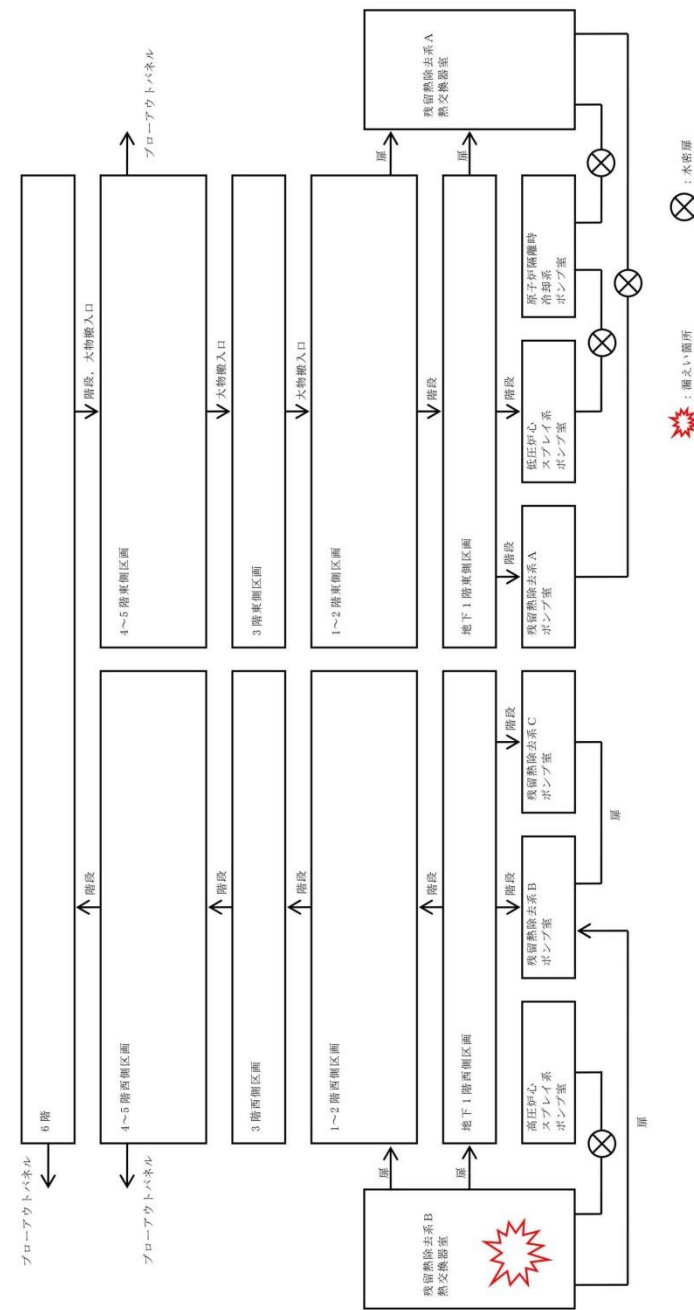 ブローアウトパネル
6階
ブローアウトパネル
4～5階西側区画
階段
階段，大物搬入口
4～5階東側区画
ブローアウトパネル
階段
大物搬入口
3階西側区画
3階東側区画
階段
大物搬入口
1～2階西側区画
1～2階東側区画
残留熱除去系B
熱交換器室
扉
扉
階段
階段
扉
扉
残留熱除去系A
熱交換器室
地下1階西側区画
地下1階東側区画
階段
階段
階段
階段
高圧炉心
スプレイ系
ポンプ室
残留熱除去系B
ポンプ室
残留熱除去系C
ポンプ室
残留熱除去系A
ポンプ室
低圧炉心
スプレイ系
ポンプ室
原子炉隔離時
冷却系
ポンプ室
扉
扉
：漏えい箇所
：水密扉